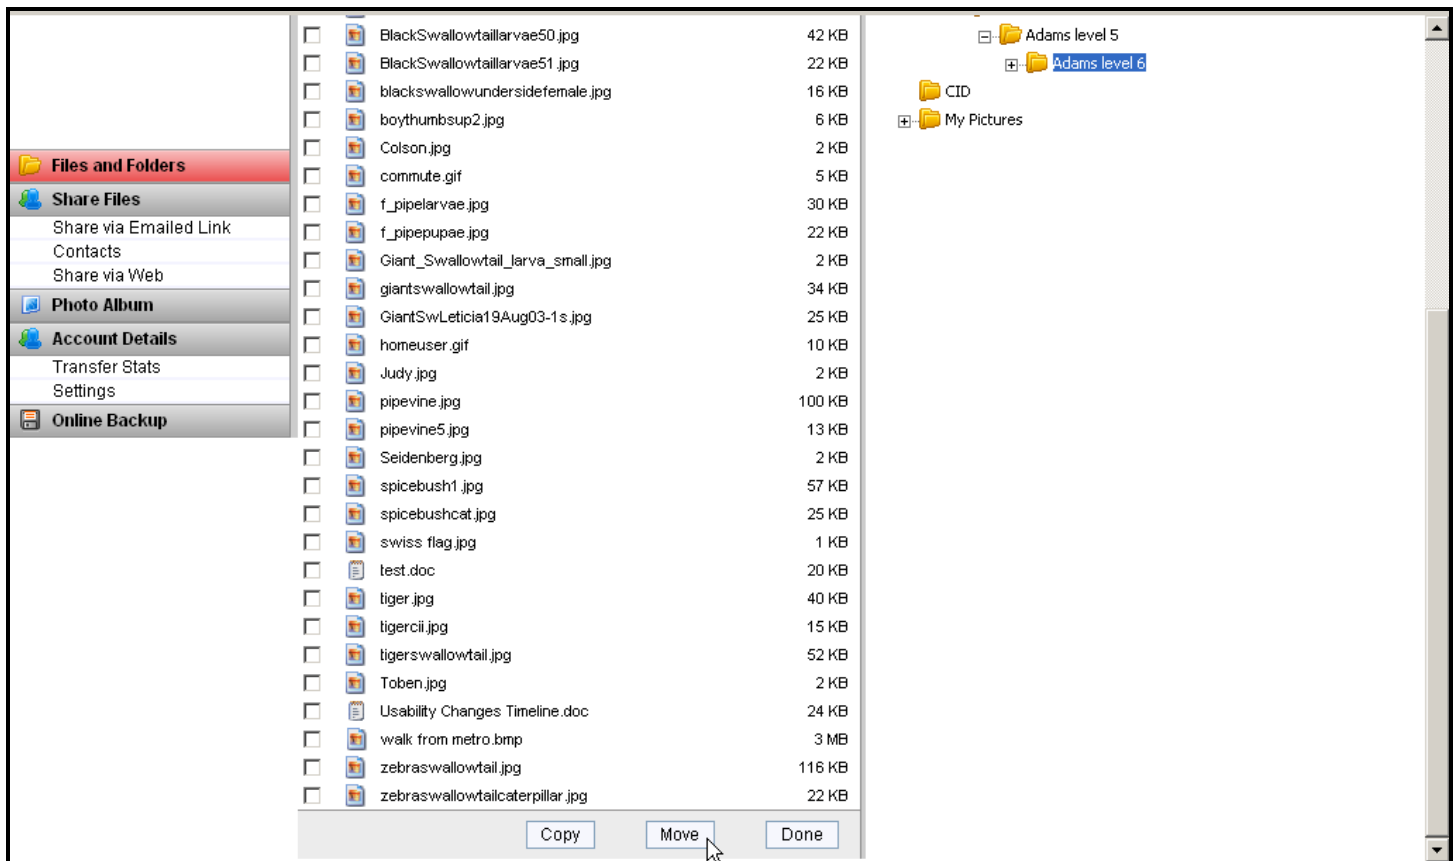 Files and Folders
Share Files
Share via Emailed Link
Contacts
Share via Web
Photo Album
Account Details
Transfer Stats
Settings
Online Backup
BlackSwallowtaillarvae50.jpg 42 KB
BlackSwallowtaillarvae51.jpg 22 KB
blackswallowundersidefemale.jpg 16 KB
boythumbsup2.jpg 6 KB
Colson.jpg 2 KB
commute.gif 5 KB
f_pipelarvae.jpg 30 KB
f_pipepupae.jpg 22 KB
Giant_Swallowtail_larva_small.jpg 2 KB
giantswallowtail.jpg 34 KB
GiantSwLeticia19Aug03-1s.jpg 25 KB
homeuser.gif 10 KB
Judy.jpg 2 KB
pipevine.jpg 100 KB
pipevine5.jpg 13 KB
Seidenberg.jpg 2 KB
spicebush1.jpg 57 KB
spicebushcat.jpg 25 KB
swiss flag.jpg 1 KB
test.doc 20 KB
tiger.jpg 40 KB
tigercii.jpg 15 KB
tigerswallowtail.jpg 52 KB
Toben.jpg 2 KB
Usability Changes Timeline.doc 24 KB
walk from metro.bmp 3 MB
zebraswallowtail.jpg 116 KB
zebraswallowtailcaterpillar.jpg 22 KB
Copy Move Done
Adams level 5
Adams level 6
CID
My Pictures